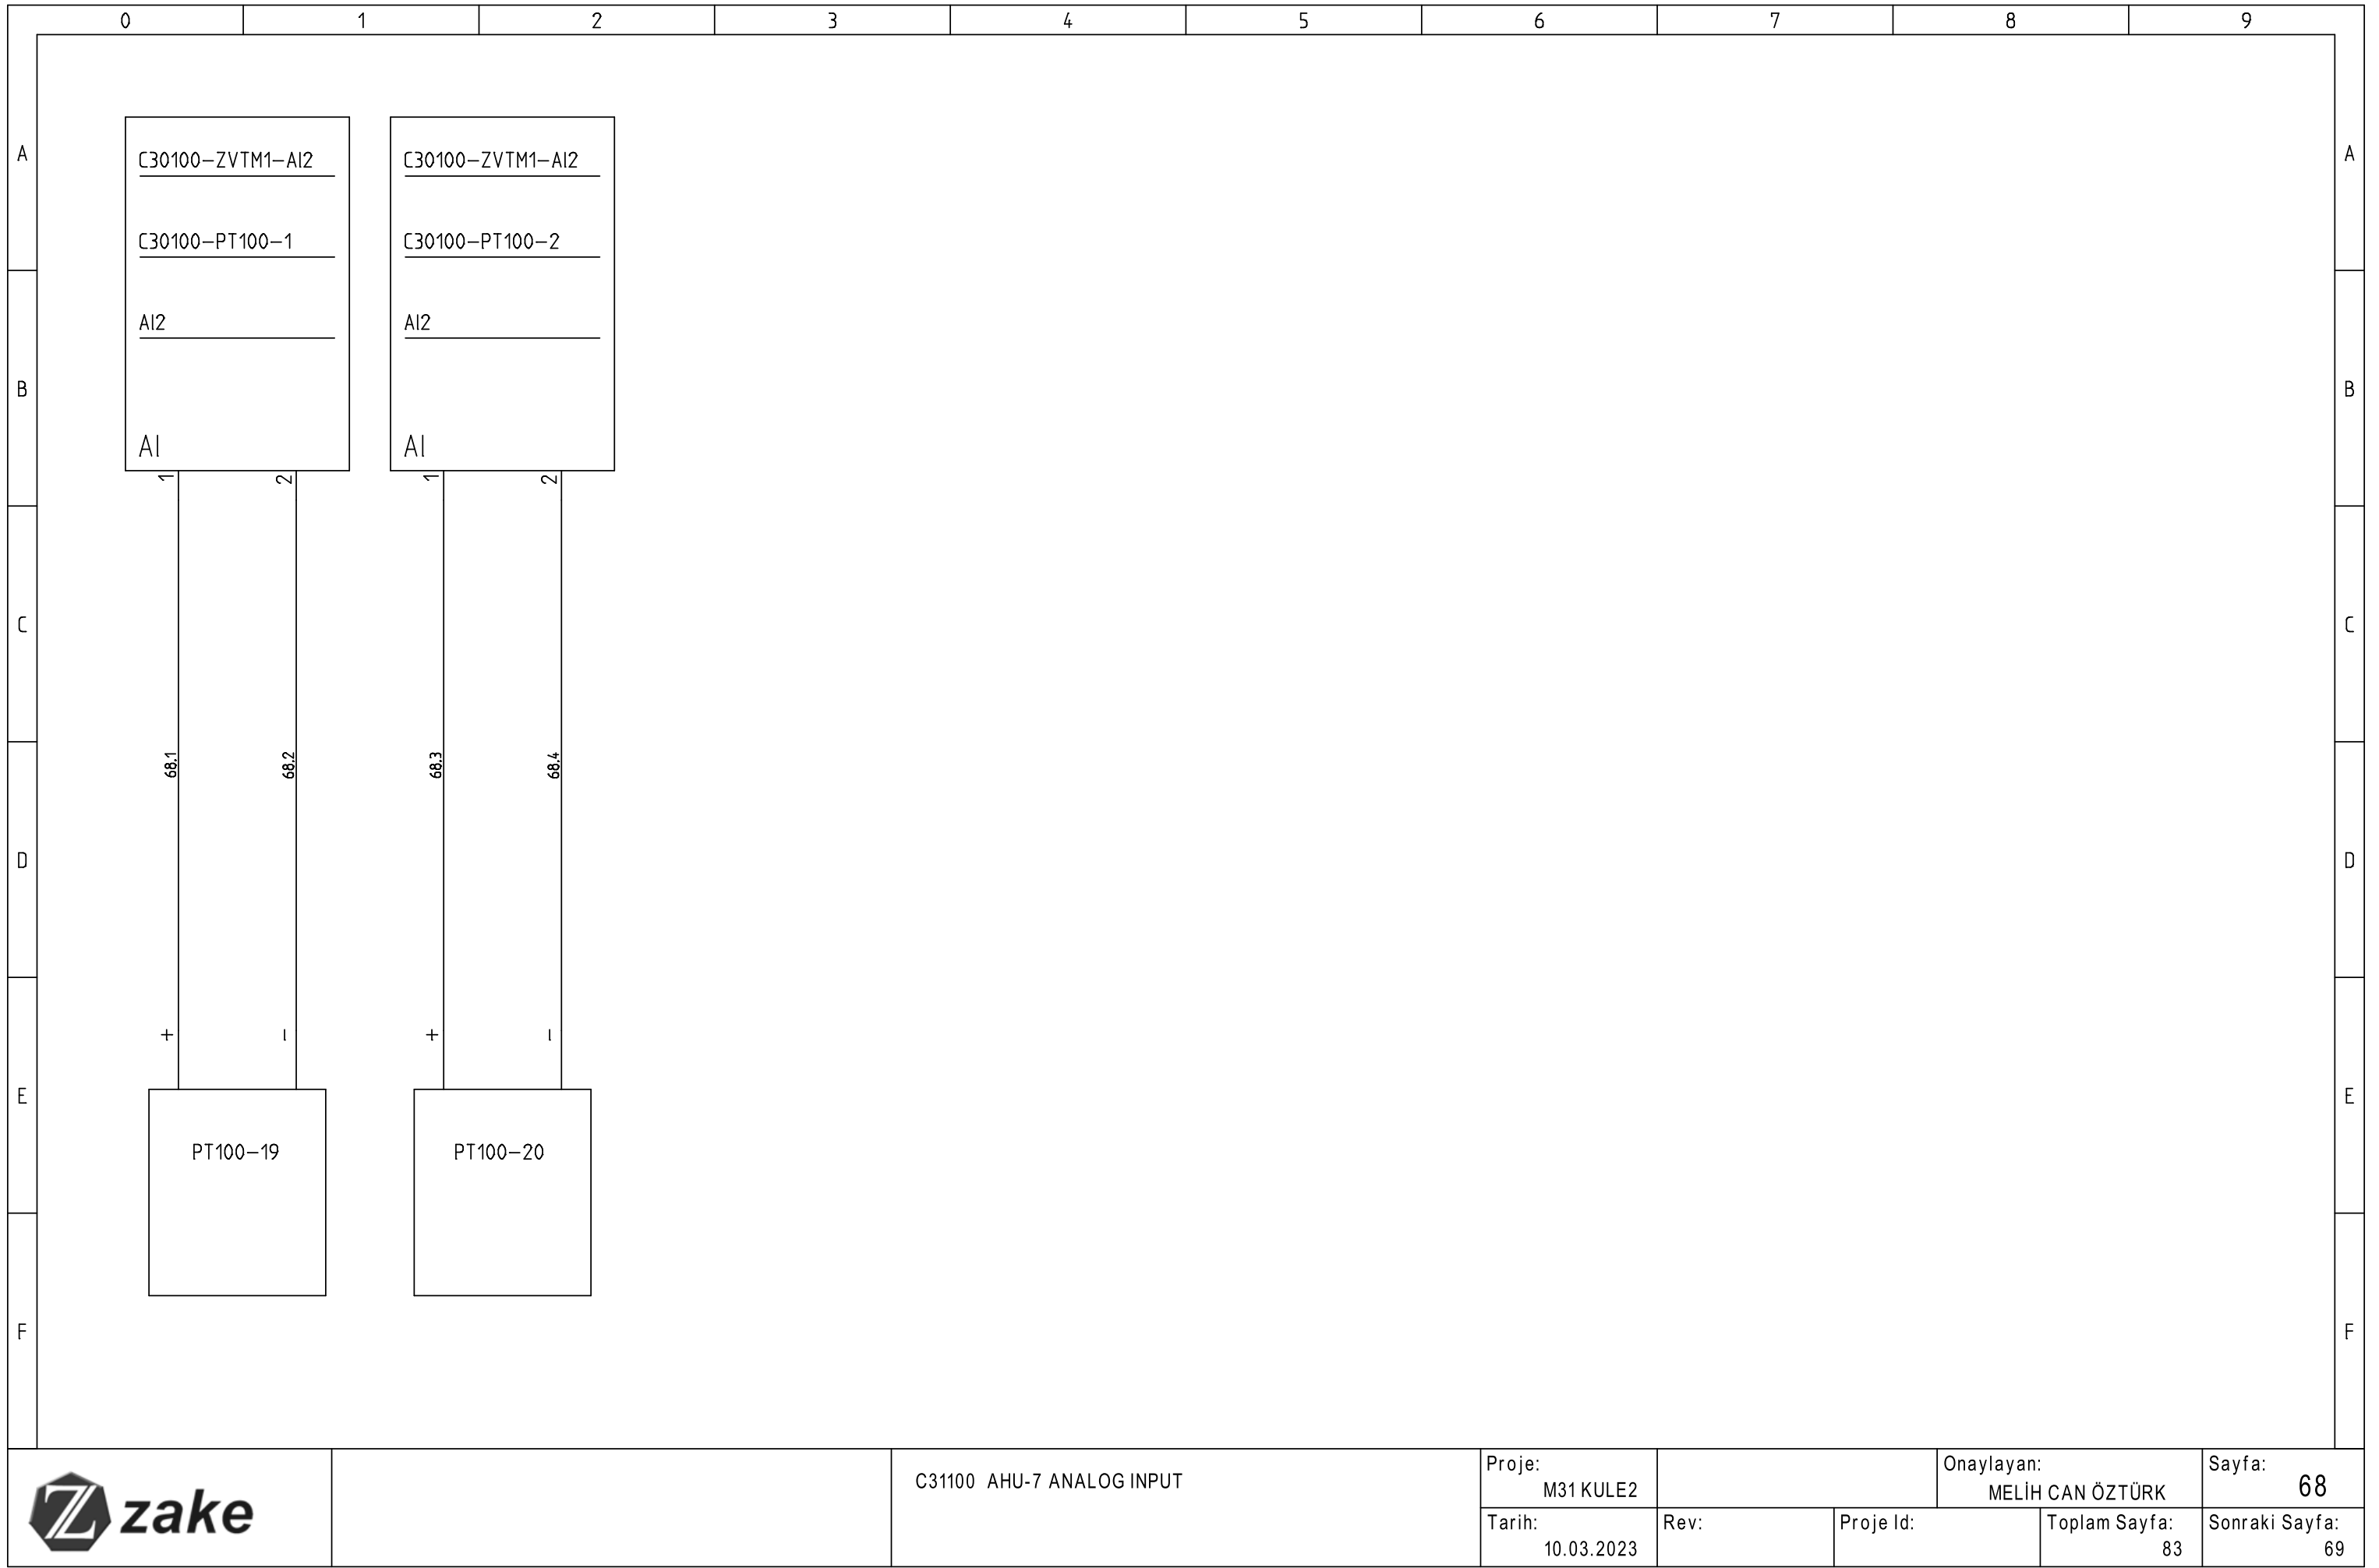 0 1 2 3 4 5 6 7 8 9
A A
C30100-ZVTM1-AI2 C30100-ZVTM1-AI2
C30100-PT100-1 C30100-PT100-2
AI2 AI2
B B
AI AI
1 2 1 2
C C
68.1 68.2 68.3 68.4
D D
+ - + -
E E
PT100-19 PT100-20
F F
zake
C31100 AHU-7 ANALOG INPUT
Proje:
M31 KULE2
Onaylayan:
MELİH CAN ÖZTÜRK
Sayfa:
68
Tarih:
10.03.2023
Rev:
Proje Id:
Toplam Sayfa:
83
Sonraki Sayfa:
69